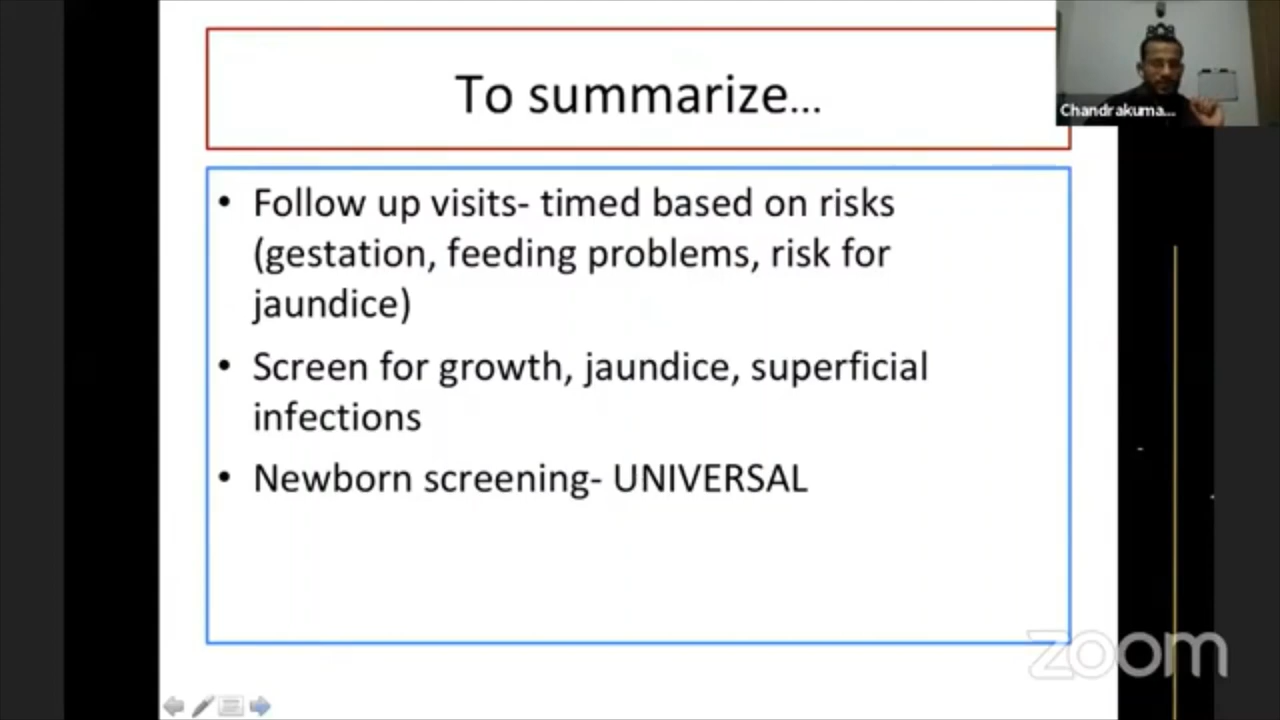 To summarize...
Chandrakuma...
• Follow up visits- timed based on risks
(gestation, feeding problems, risk for
jaundice)
• Screen for growth, jaundice, superficial
infections
• Newborn screening- UNIVERSAL
zoom